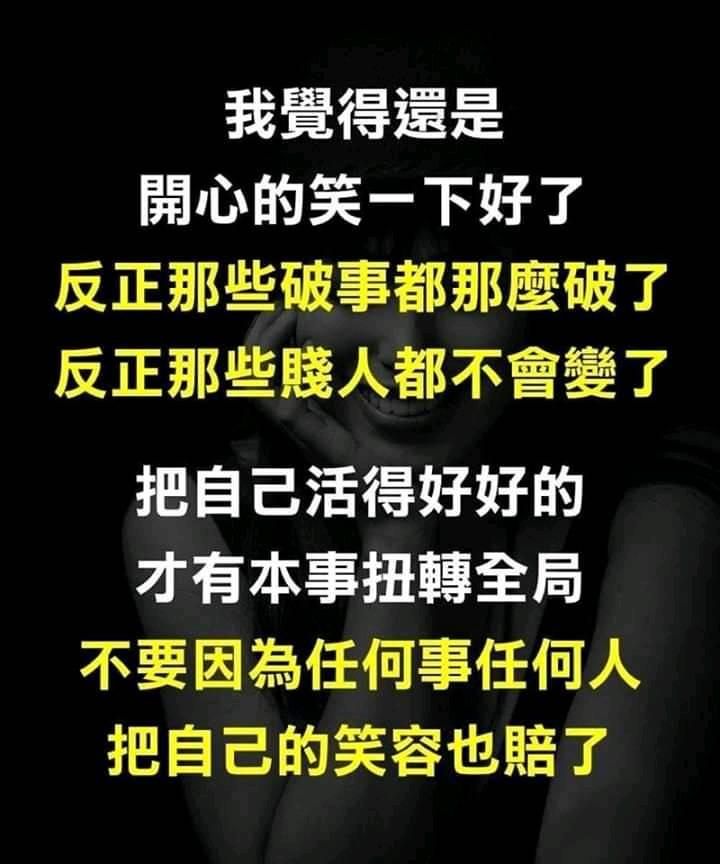 我覺得還是
開心的笑一下好了
反正那些破事都那麼破了
反正那些賤人都不會變了
把自己活得好好的
才有本事扭轉全局
不要因為任何事任何人
把自己的笑容也賠了